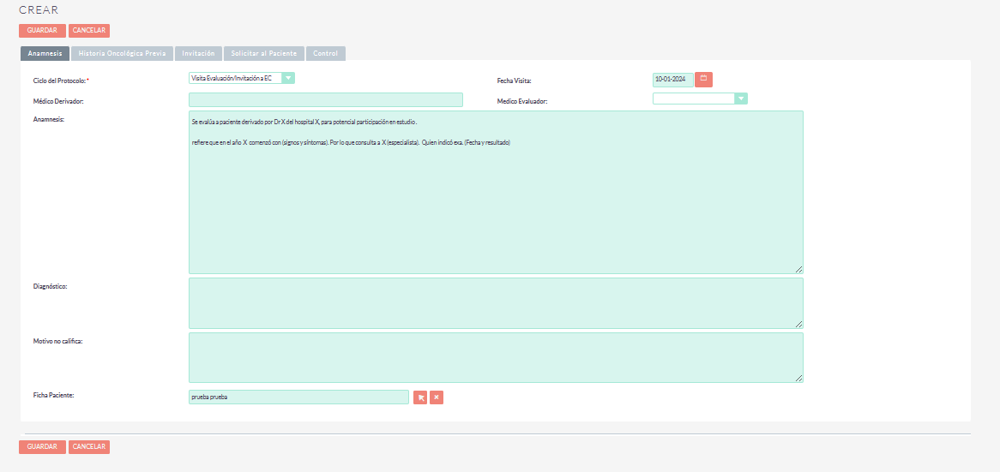 CREAR
GUARDAR CANCELAR
Anamnesis Historia Oncológica Previa Invitación Solicitar al Paciente Control
Ciclo del Protocolo:* Visita Evaluación/Invitación a EC Fecha Visita: 10-01-2024
Médico Derivador: Medico Evaluador:
Anamnesis: Se evalúa a paciente derivado por Dr X del hospital X, para potencial participación en estudio .
refiere que en el año X comenzó con (signos y síntomas). Por lo que consulta a X (especialista). Quien indicó exa. (Fecha y resultado)
Diagnóstico:
Motivo no califica:
Ficha Paciente: prueba prueba
GUARDAR CANCELAR